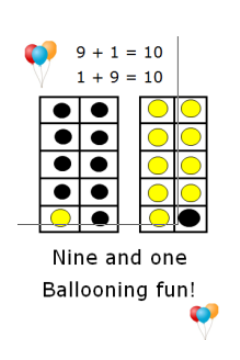 9 + 1 = 10
1 + 9 = 10
Nine and one
Ballooning fun!